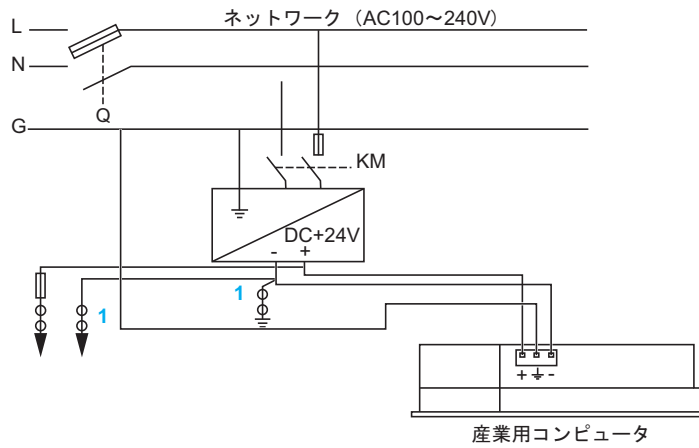 L
ネットワーク（AC100～240V）
N
Q
G
KM
DC+24V
- +
1
1
+ -
産業用コンピュータ